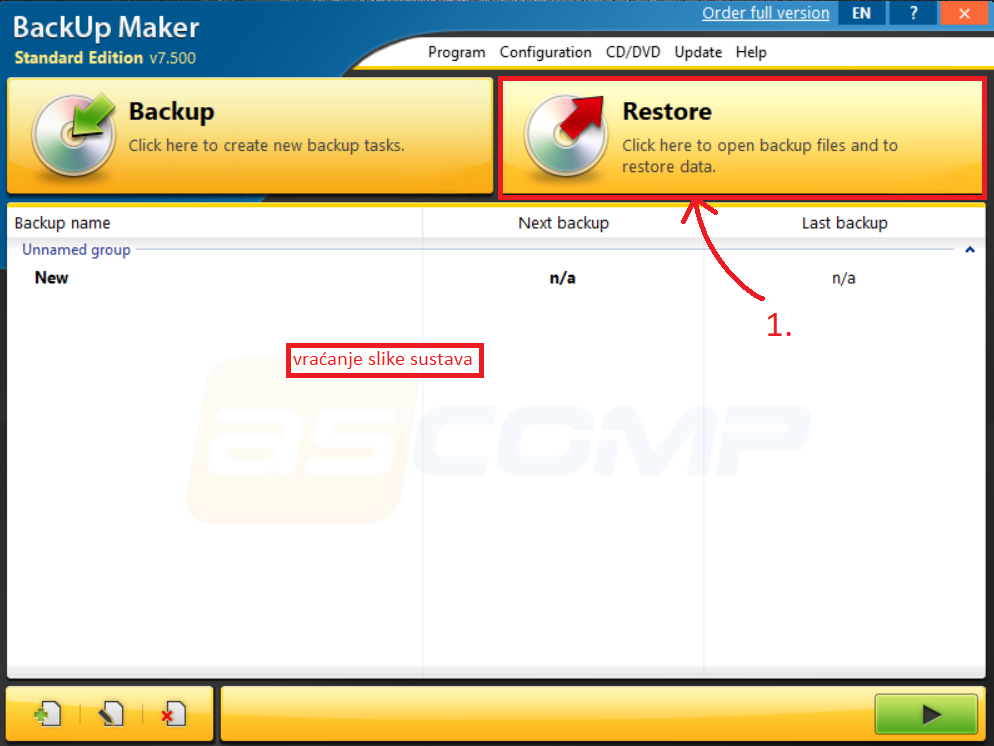 Order full version EN ?
BackUp Maker
Standard Edition v7.500
Program Configuration CD/DVD Update Help
Backup
Click here to create new backup tasks.
Restore
Click here to open backup files and to
restore data.
Backup name Next backup Last backup
Unnamed group
New n/a n/a
1.
vraćanje slike sustava
ascomp